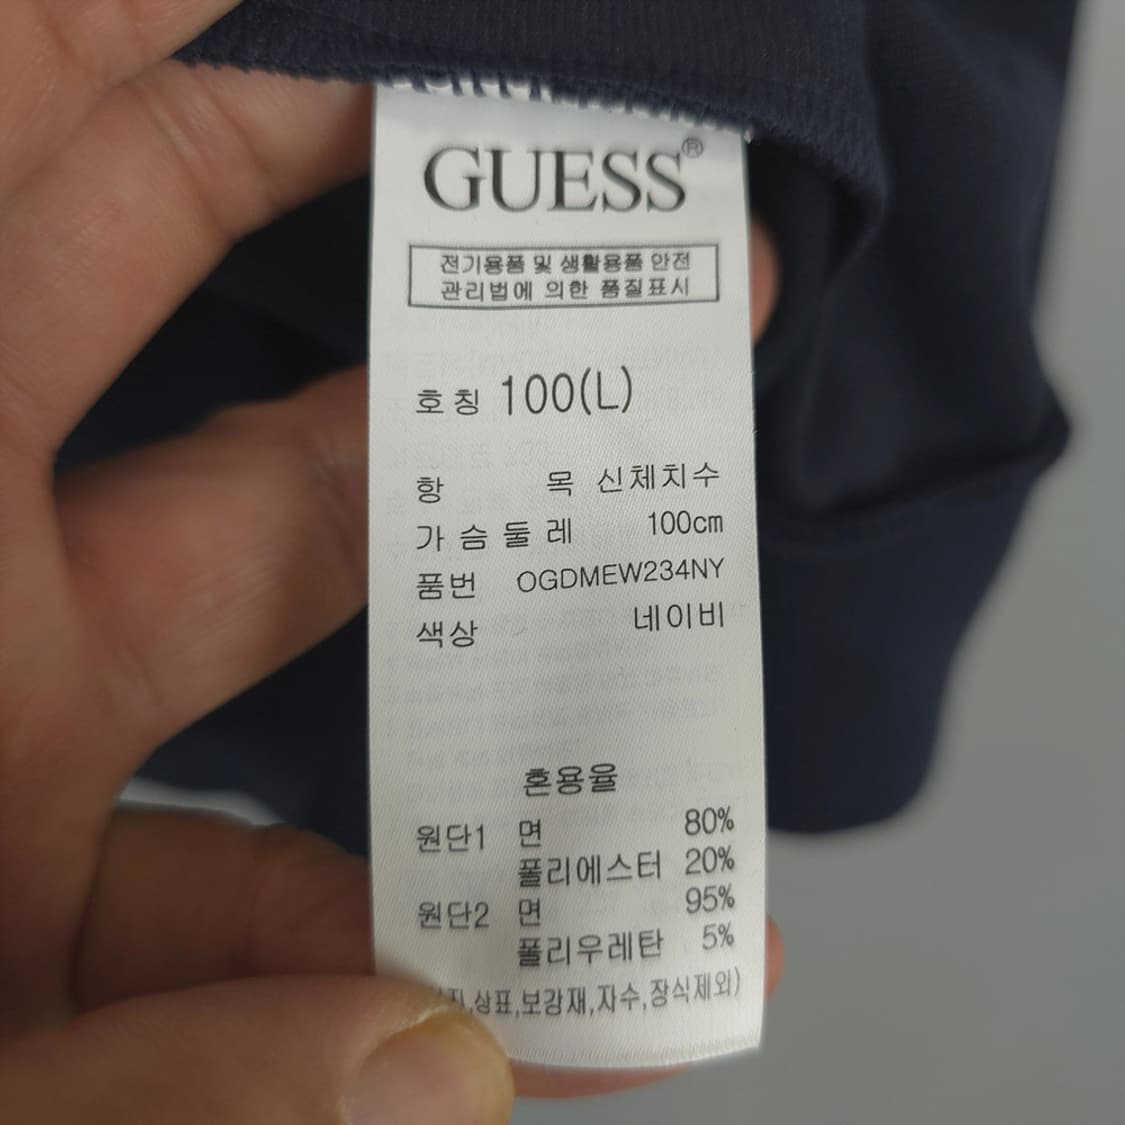 GUESS®
전기용품 및 생활용품 안전
관리법에 의한 품질표시
호칭 100(L)
항 목 신체치수
가슴둘레 100cm
품번 OGDMEW234NY
색상 네이비
혼용율
원단1 면 80%
폴리에스터 20%
원단2 면 95%
폴리우레탄 5%
,상표,보강재,자수,장식제외)